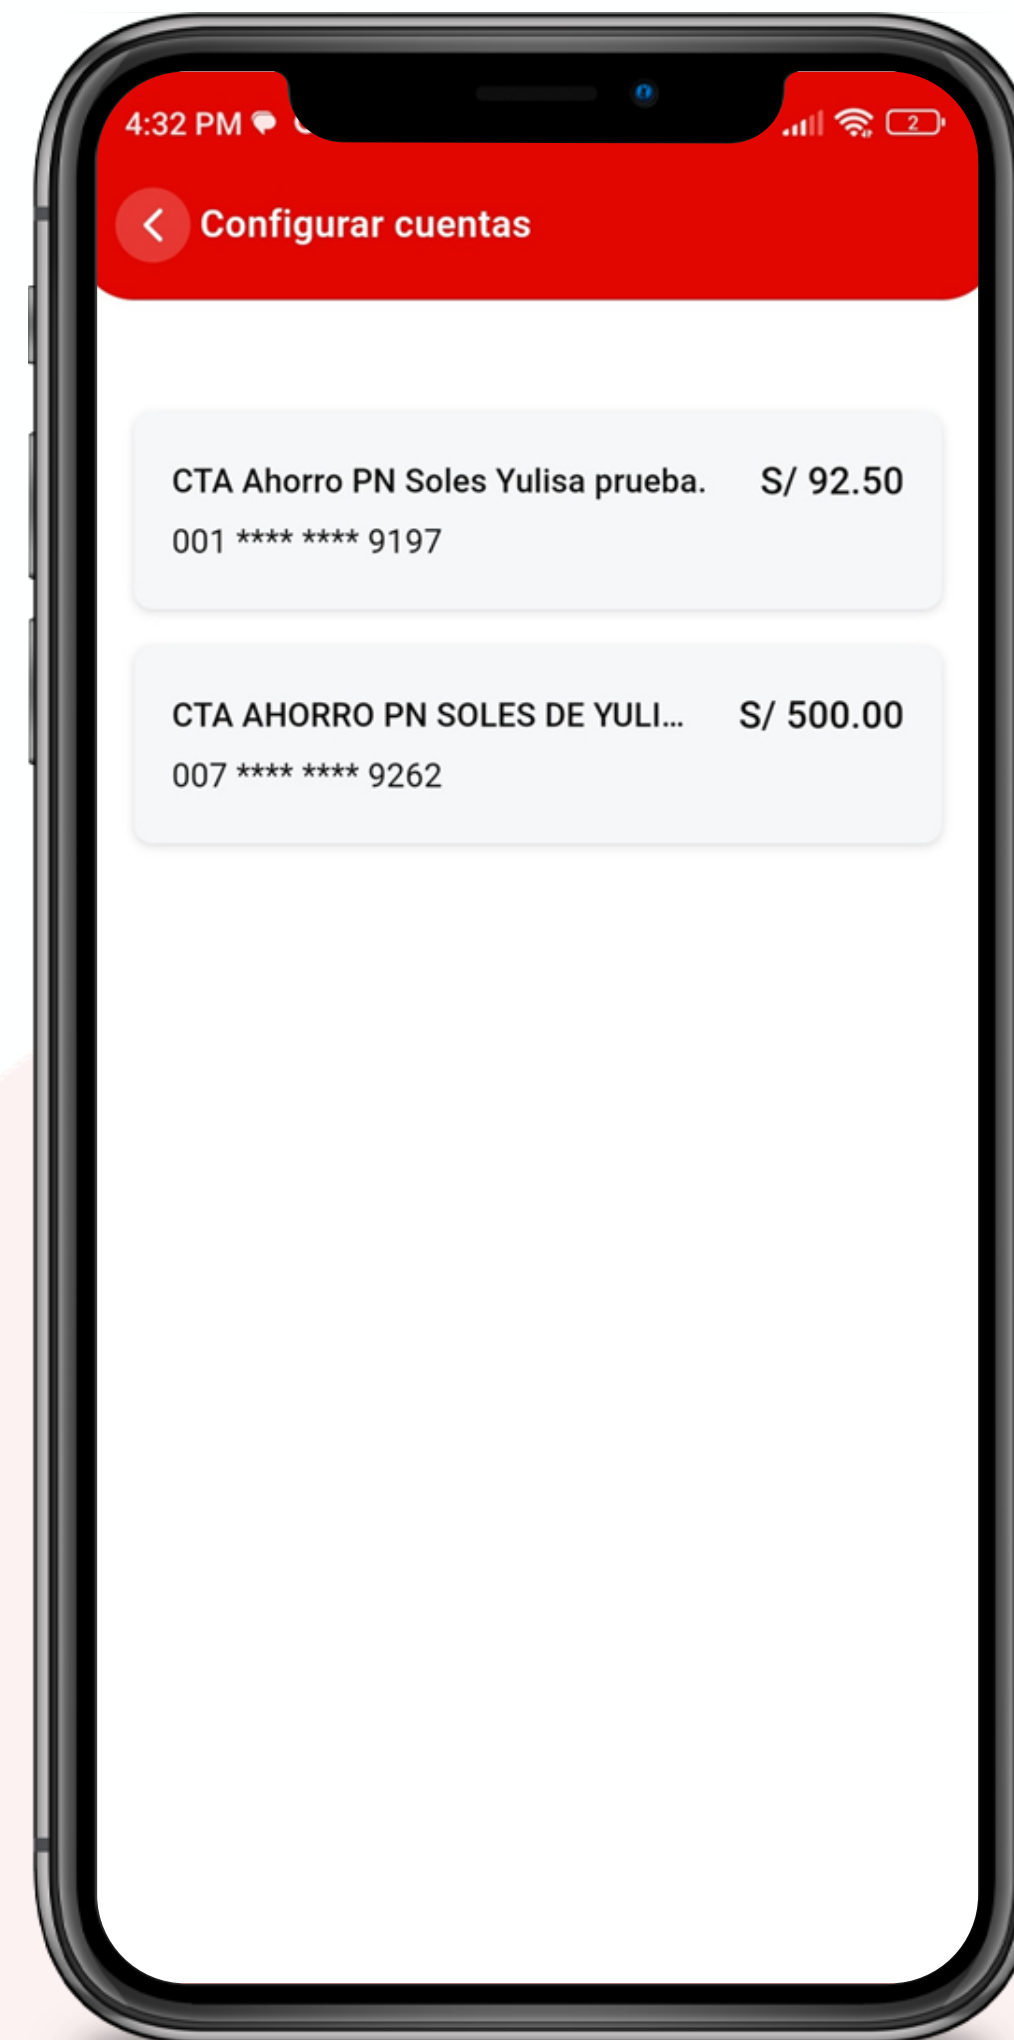 4:32 PM
2
Configurar cuentas
CTA Ahorro PN Soles Yulisa prueba. S/ 92.50
001 **** **** 9197
CTA AHORRO PN SOLES DE YULI... S/ 500.00
007 **** **** 9262